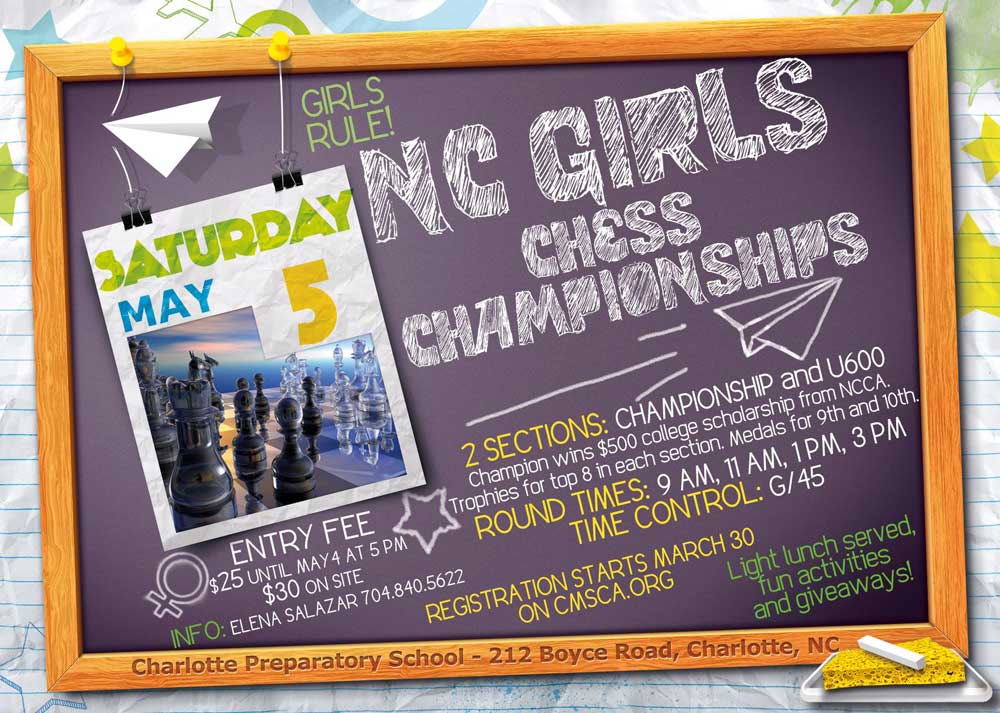 GIRLS
RULE!
NC GIRLS
CHESS
CHAMPIONSHIPS
SATURDAY
MAY 5
2 SECTIONS: CHAMPIONSHIP and U600
Champion wins $500 college scholarship from NCCA.
Trophies for top 8 in each section. Medals for 9th and 10th.
ROUND TIMES: 9 AM, 11 AM, 1 PM, 3 PM
TIME CONTROL: G/45
ENTRY FEE
$25 UNTIL MAY 4 AT 5 PM
$30 ON SITE
INFO: ELENA SALAZAR 704.840.5622
REGISTRATION STARTS MARCH 30
ON CMSCA.ORG
Light lunch served,
fun activities
and giveaways!
Charlotte Preparatory School - 212 Boyce Road, Charlotte, NC